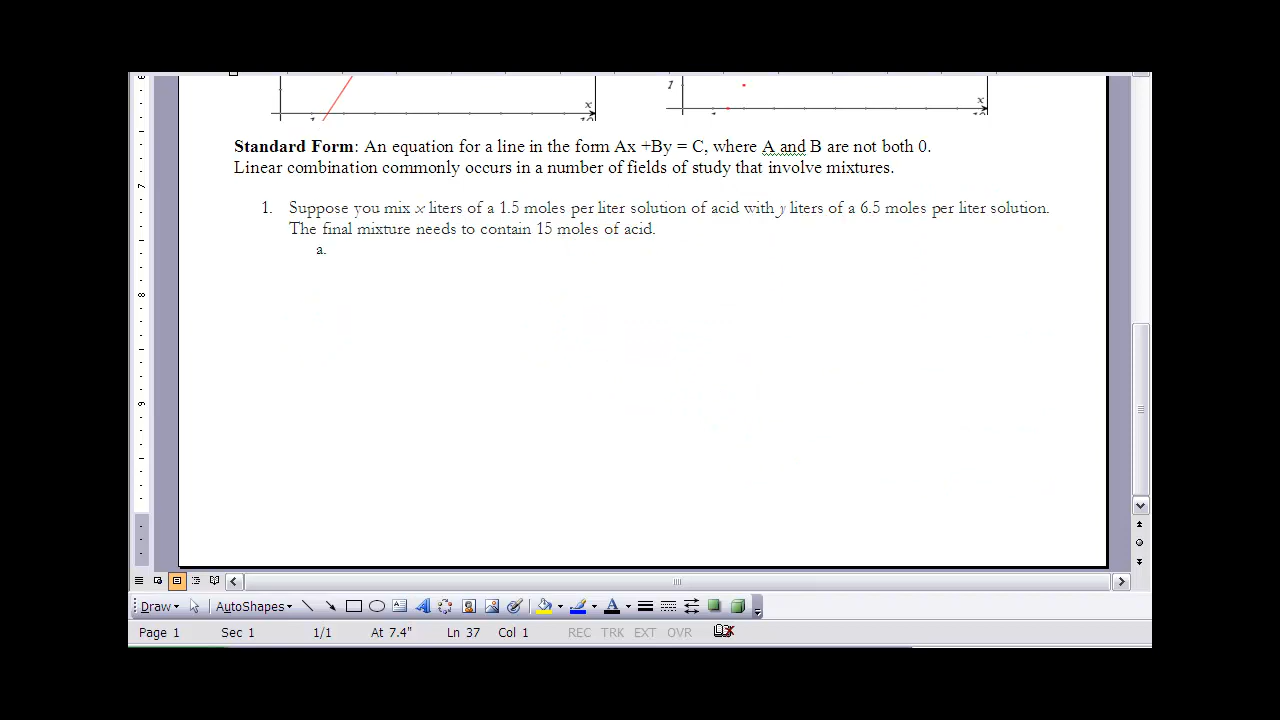 1
x
x
Standard Form: An equation for a line in the form Ax +By = C, where A and B are not both 0.
Linear combination commonly occurs in a number of fields of study that involve mixtures.
1. Suppose you mix x liters of a 1.5 moles per liter solution of acid with y liters of a 6.5 moles per liter solution.
The final mixture needs to contain 15 moles of acid.
a.
7
8
9
Draw AutoShapes
Page 1 Sec 1 1/1 At 7.4" Ln 37 Col 1 REC TRK EXT OVR